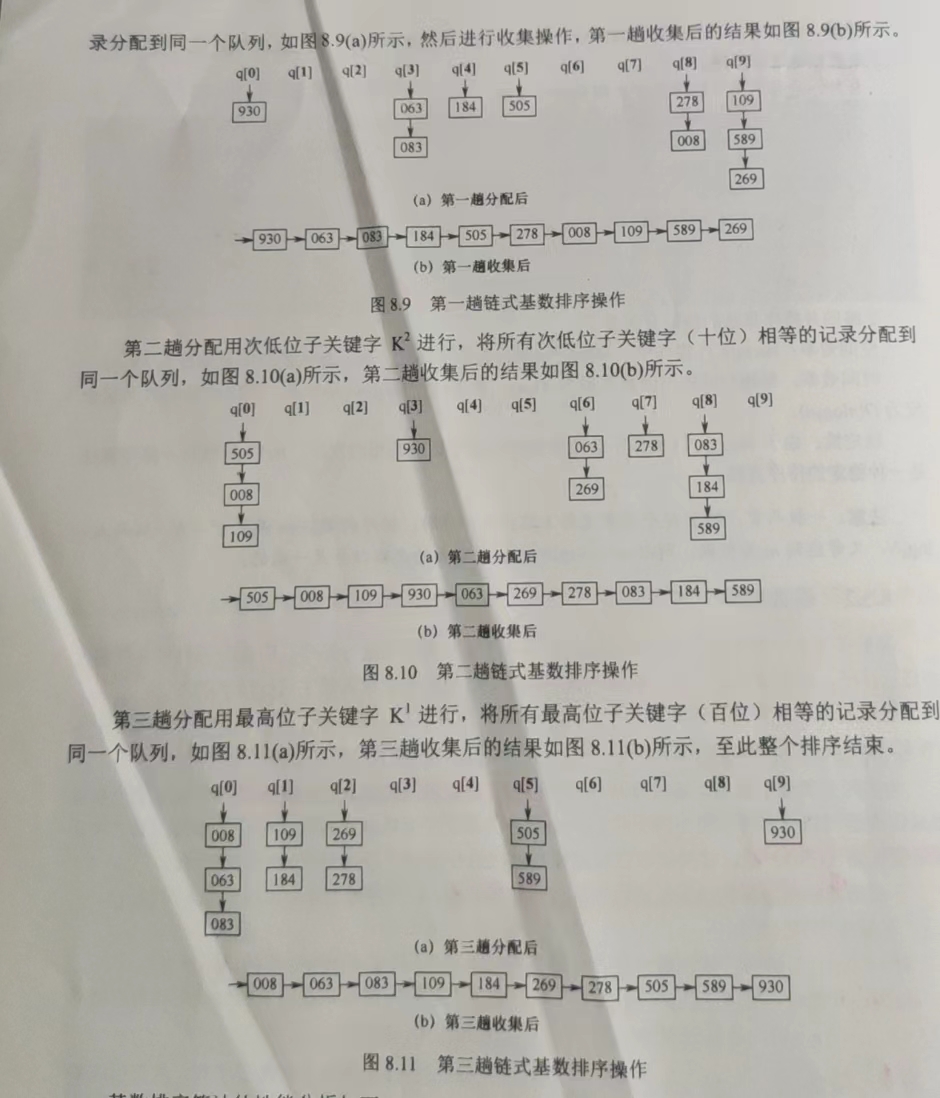 录分配到同一个队列，如图8.9(a)所示，然后进行收集操作，第一趟收集后的结果如图 8.9(b)所示。
q[0] q[1] q[2] q[3] q[4] q[5] q[6] q[7] q[8] q[9]
930 063 184 505 278 109
083 008 589
269
(a) 第一趟分配后
930 063 083 184 505 278 008 109 589 269
(b) 第一趟收集后
图 8.9 第一趟链式基数排序操作
第二趟分配用次低位子关键字 K² 进行，将所有次低位子关键字（十位）相等的记录分配到
同一个队列，如图 8.10(a)所示，第二趟收集后的结果如图 8.10(b)所示。
q[0] q[1] q[2] q[3] q[4] q[5] q[6] q[7] q[8] q[9]
505 930 063 278 083
008 269 184
109 589
(a) 第二趟分配后
505 008 109 930 063 269 278 083 184 589
(b) 第二趟收集后
图 8.10 第二趟链式基数排序操作
第三趟分配用最高位子关键字 K¹ 进行，将所有最高位子关键字（百位）相等的记录分配到
同一个队列，如图 8.11(a)所示，第三趟收集后的结果如图 8.11(b)所示，至此整个排序结束。
q[0] q[1] q[2] q[3] q[4] q[5] q[6] q[7] q[8] q[9]
008 109 269 505 930
063 184 278 589
083
(a) 第三趟分配后
008 063 083 109 184 269 278 505 589 930
(b) 第三趟收集后
图 8.11 第三趟链式基数排序操作